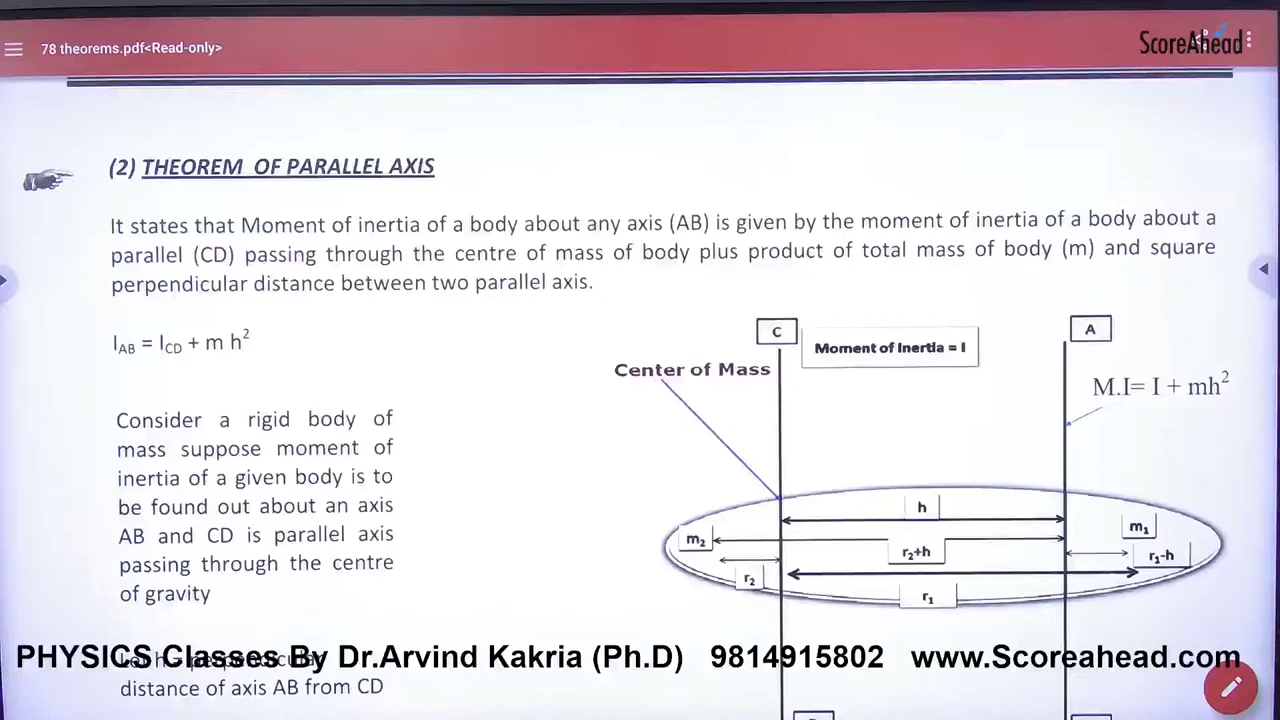 78 theorems.pdf<Read-only>
ScoreAhead
(2) THEOREM OF PARALLEL AXIS
It states that Moment of inertia of a body about any axis (AB) is given by the moment of inertia of a body about a
parallel (CD) passing through the centre of mass of body plus product of total mass of body (m) and square
perpendicular distance between two parallel axis.
I_AB = I_CD + m h²
C
Moment of Inertia = I
A
Center of Mass
M.I= I + mh²
Consider a rigid body of
mass suppose moment of
inertia of a given body is to
be found out about an axis
AB and CD is parallel axis
passing through the centre
of gravity
h
m₁
m₂
r₂+h
r₁-h
r₂
r₁
PHYSICS Classes By Dr.Arvind Kakria (Ph.D) 9814915802 www.Scoreahead.com
distance of axis AB from CD